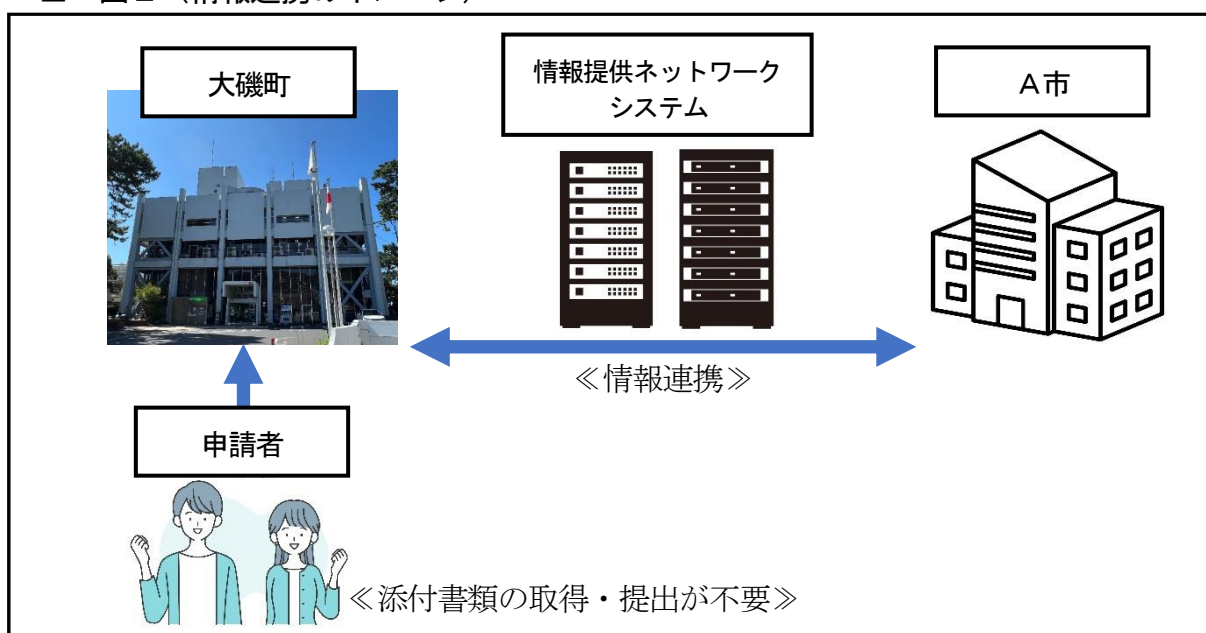 大磯町
情報提供ネットワーク
システム
A市
≪情報連携≫
申請者
≪添付書類の取得・提出が不要≫